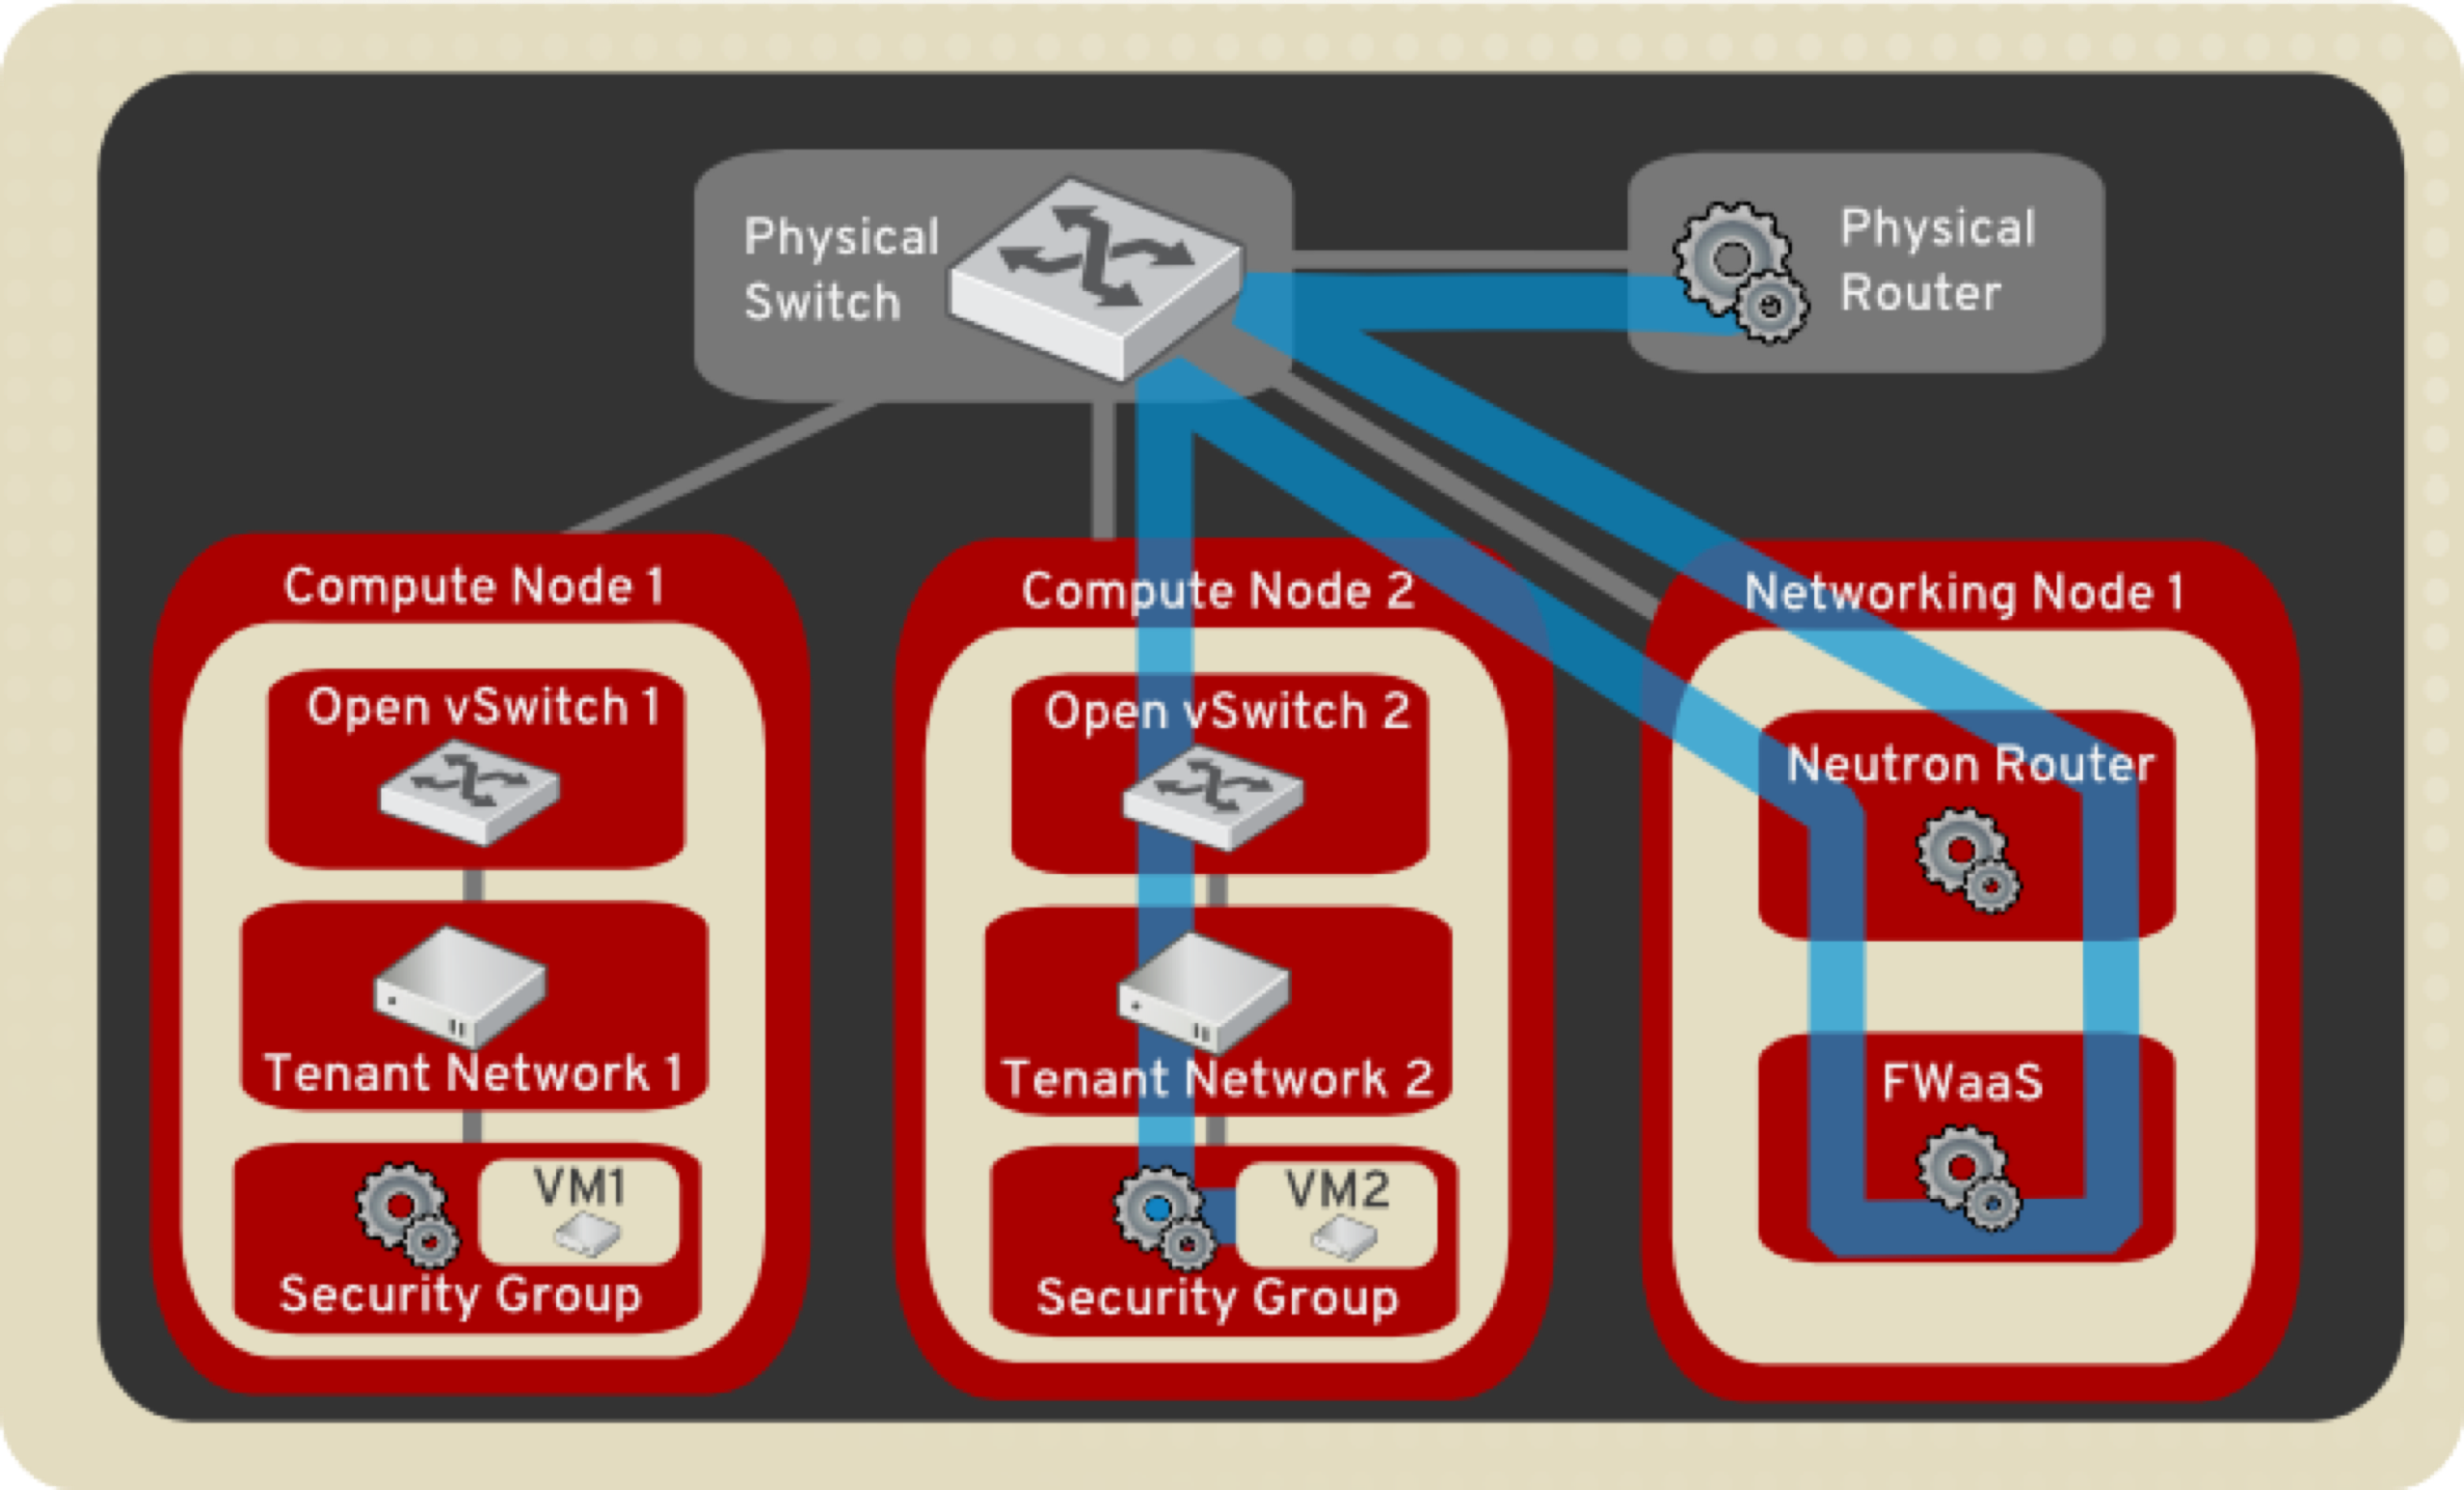 Physical
Switch
Physical
Router
Compute Node 1
Open vSwitch 1
Tenant Network 1
VM1
Security Group
Compute Node 2
Open vSwitch 2
Tenant Network 2
VM2
Security Group
Networking Node 1
Neutron Router
FWaaS